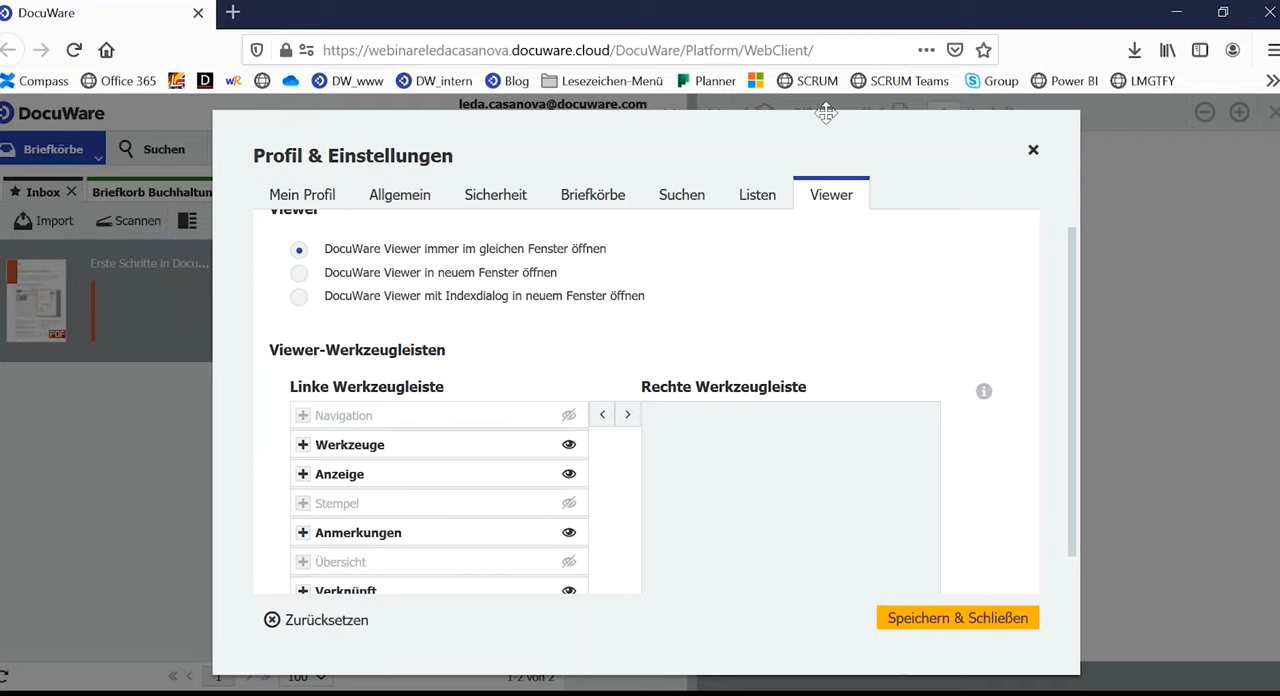 DocuWare
https://webinareledacasanova.docuware.cloud/DocuWare/Platform/WebClient/
Compass Office 365 D wR DW_www DW_intern Blog Lesezeichen-Menü Planner SCRUM SCRUM Teams Group Power BI LMGTFY
DocuWare leda.casanova@docuware.com
Briefkörbe Suchen
Inbox Briefkorb Buchhaltun
Import Scannen
Erste Schritte in Docu...
PDF
Profil & Einstellungen
Mein Profil Allgemein Sicherheit Briefkörbe Suchen Listen Viewer
Viewer
DocuWare Viewer immer im gleichen Fenster öffnen
DocuWare Viewer in neuem Fenster öffnen
DocuWare Viewer mit Indexdialog in neuem Fenster öffnen
Viewer-Werkzeugleisten
Linke Werkzeugleiste Rechte Werkzeugleiste
Navigation
Werkzeuge
Anzeige
Stempel
Anmerkungen
Übersicht
Verknüpft
Zurücksetzen Speichern & Schließen
1 100 1-2 von 2